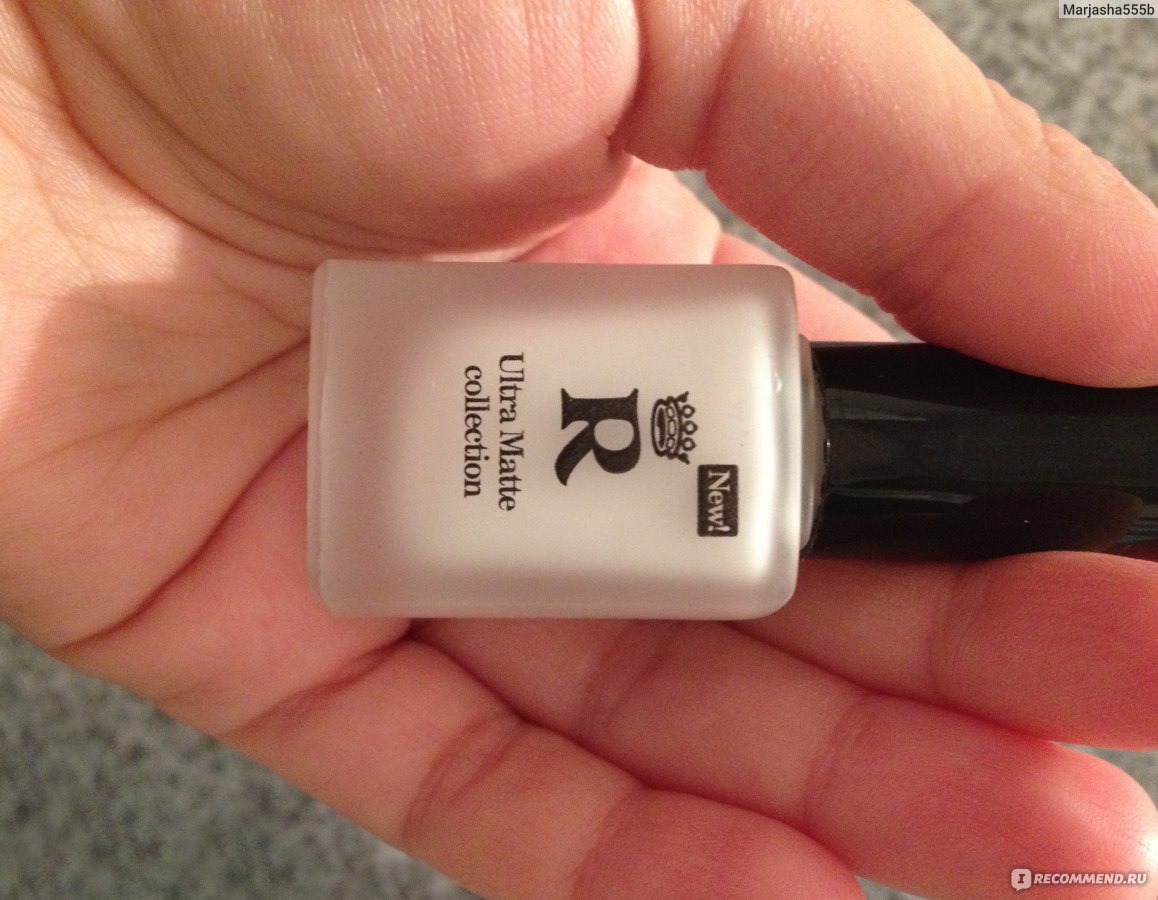 Marjasha555b
New!
R
Ultra Matte
collection
I RECOMMEND.RU